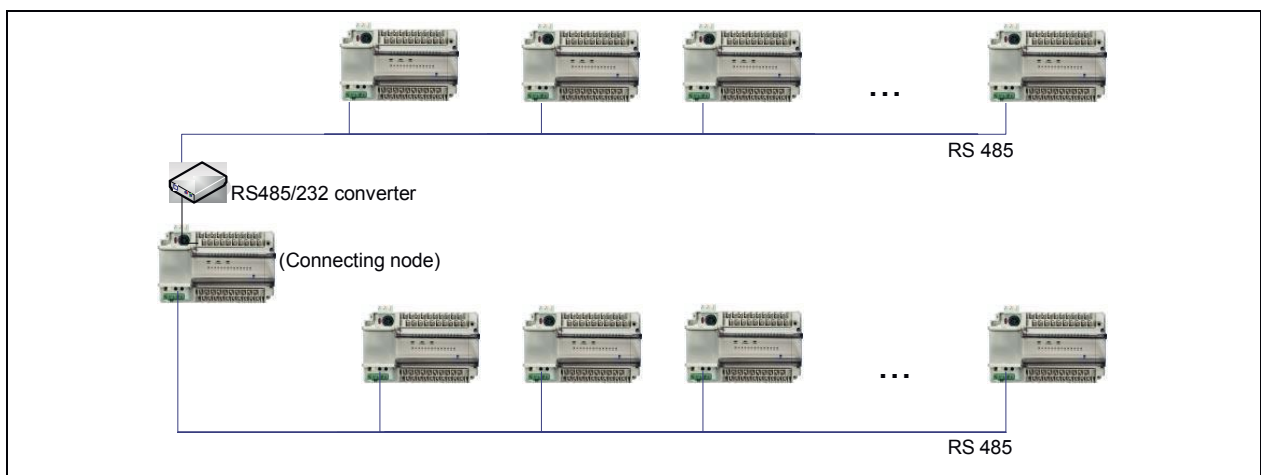 ...
RS 485
RS485/232 converter
(Connecting node)
...
RS 485